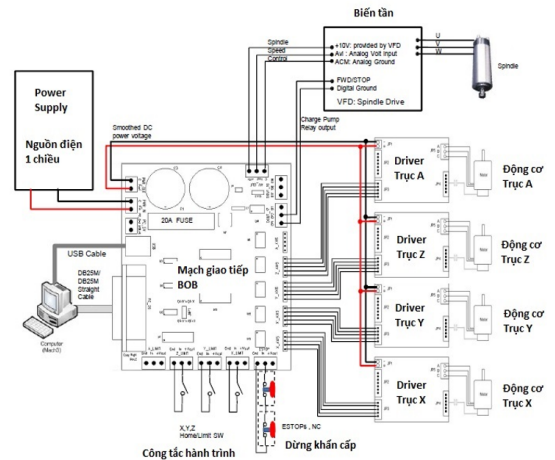 Biến tần
Spindle
Speed
Control
+10V: provided by VFD
Avi : Analog Volt Input
ACM: Analog Ground
FWD/STOP
Digital Ground
VFD: Spindle Drive
U
V
W
Spindle
Power
Supply
Nguồn điện
1 chiều
Smoothed DC
power voltage
Charge Pump
Relay output
Driver
Trục A
Động cơ
Trục A
20A FUSE
USB Cable
DB25M/
DB25M
Straight
Cable
Mạch giao tiếp
BOB
Driver
Trục Z
Động cơ
Trục Z
Computer
(Mach3)
Driver
Trục Y
Động cơ
Trục Y
Driver
Trục X
Động cơ
Trục X
X,Y,Z
Home/Limit SW
ESTOPs , NC
Công tắc hành trình
Dừng khẩn cấp